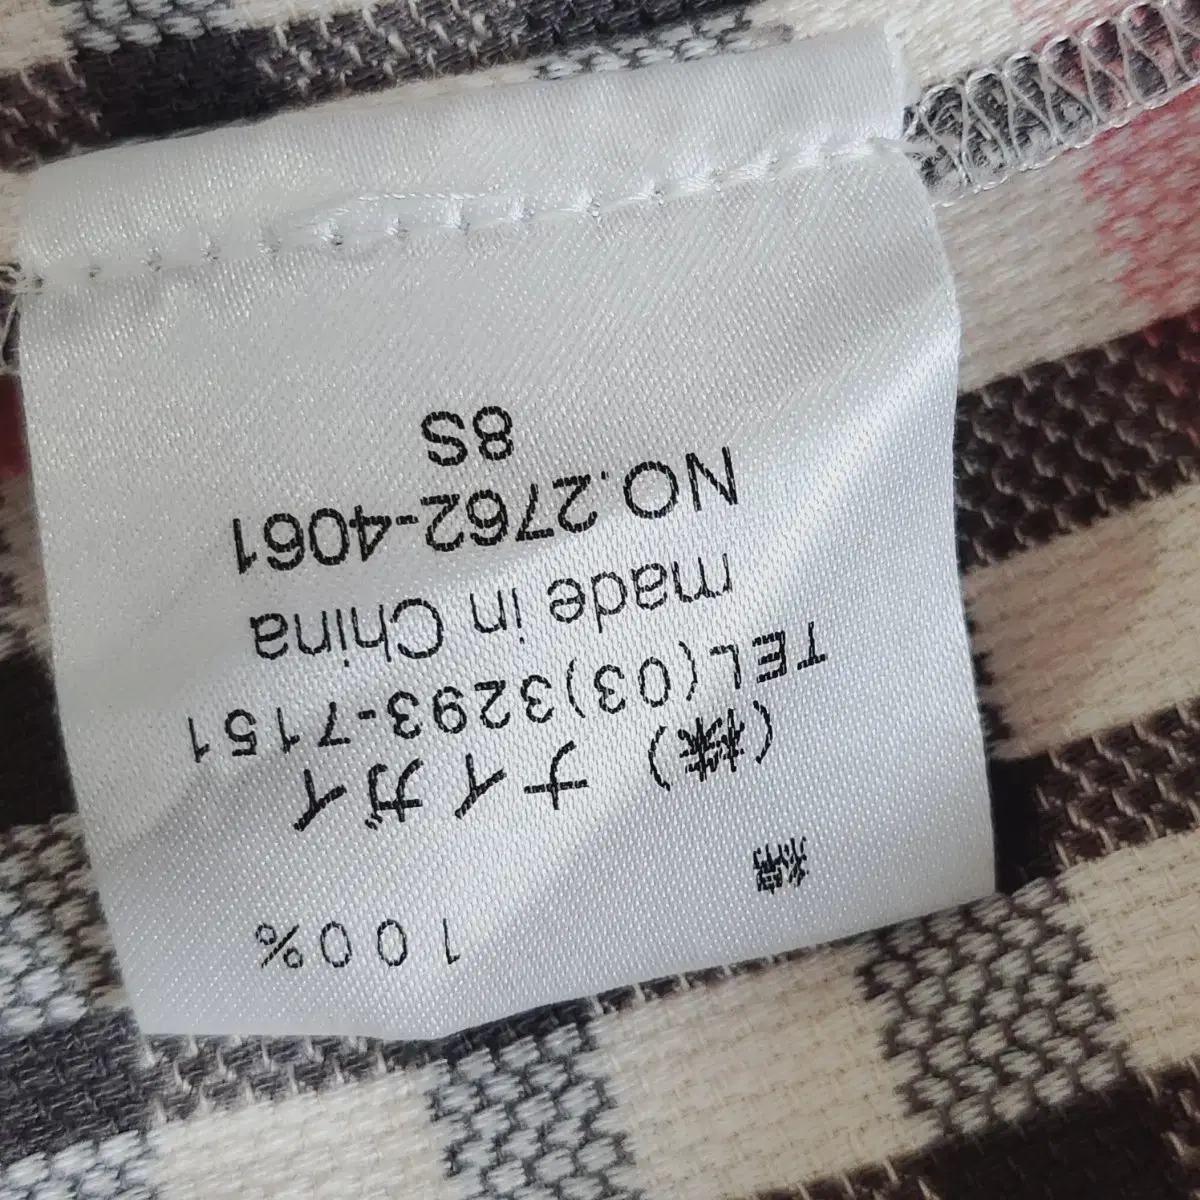 綿 100%
(株) ナイガイ
TEL(03)3293-7151
made in China
NO.2762-4061
8S